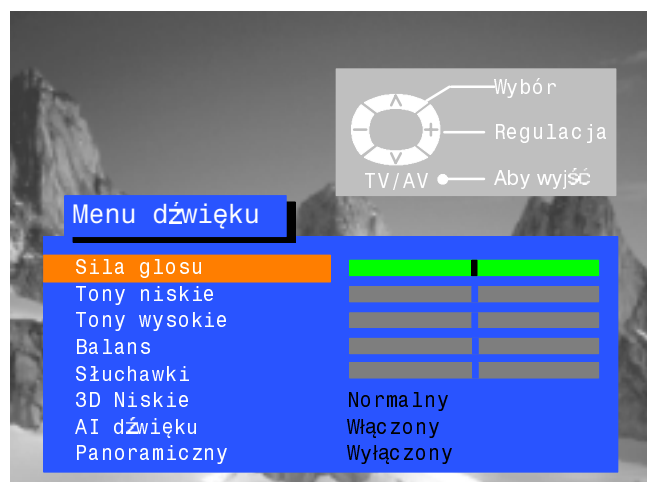 Wybór
Regulacja
TV/AV Aby wyjść
Menu dźwięku
Sila glosu
Tony niskie
Tony wysokie
Balans
Słuchawki
3D Niskie Normalny
AI dźwięku Włączony
Panoramiczny Wyłączony